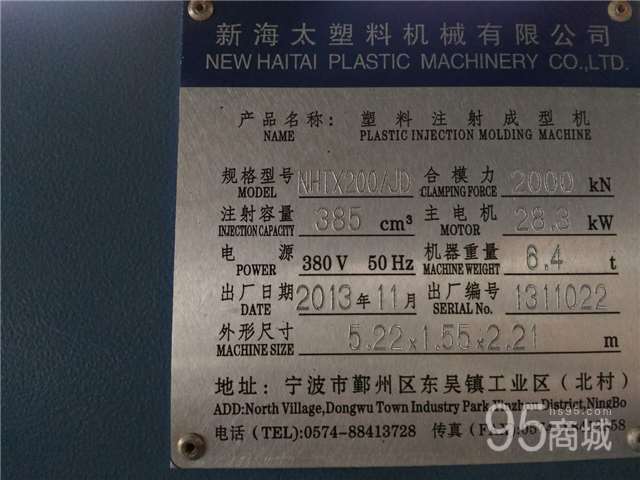 新海太塑料机械有限公司
NEW HAITAI PLASTIC MACHINERY CO.,LTD.
产品名称: 塑料注射成型机
NAME PLASTIC INJECTION MOLDING MACHINE
规格型号 NHTX200/JD 合模力 2000 kN
MODEL CLAMPING FORCE
注射容量 385 cm³ 主电机 28.3 kW
INJECTION CAPACITY MOTOR
电源 380V 50Hz 机器重量 6.4 t
POWER MACHINE WEIGHT
出厂日期 2013年11月 出厂编号 1311022
DATE SERIAL No.
外形尺寸 5.22×1.55×2.21 m
MACHINE SIZE
地址: 宁波市鄞州区东吴镇工业区(北村)
ADD:North Village,Dongwu Town Industry Park Yinzhou District,NingBo
电话(TEL):0574-88413728 传真
95商城
hs95.com